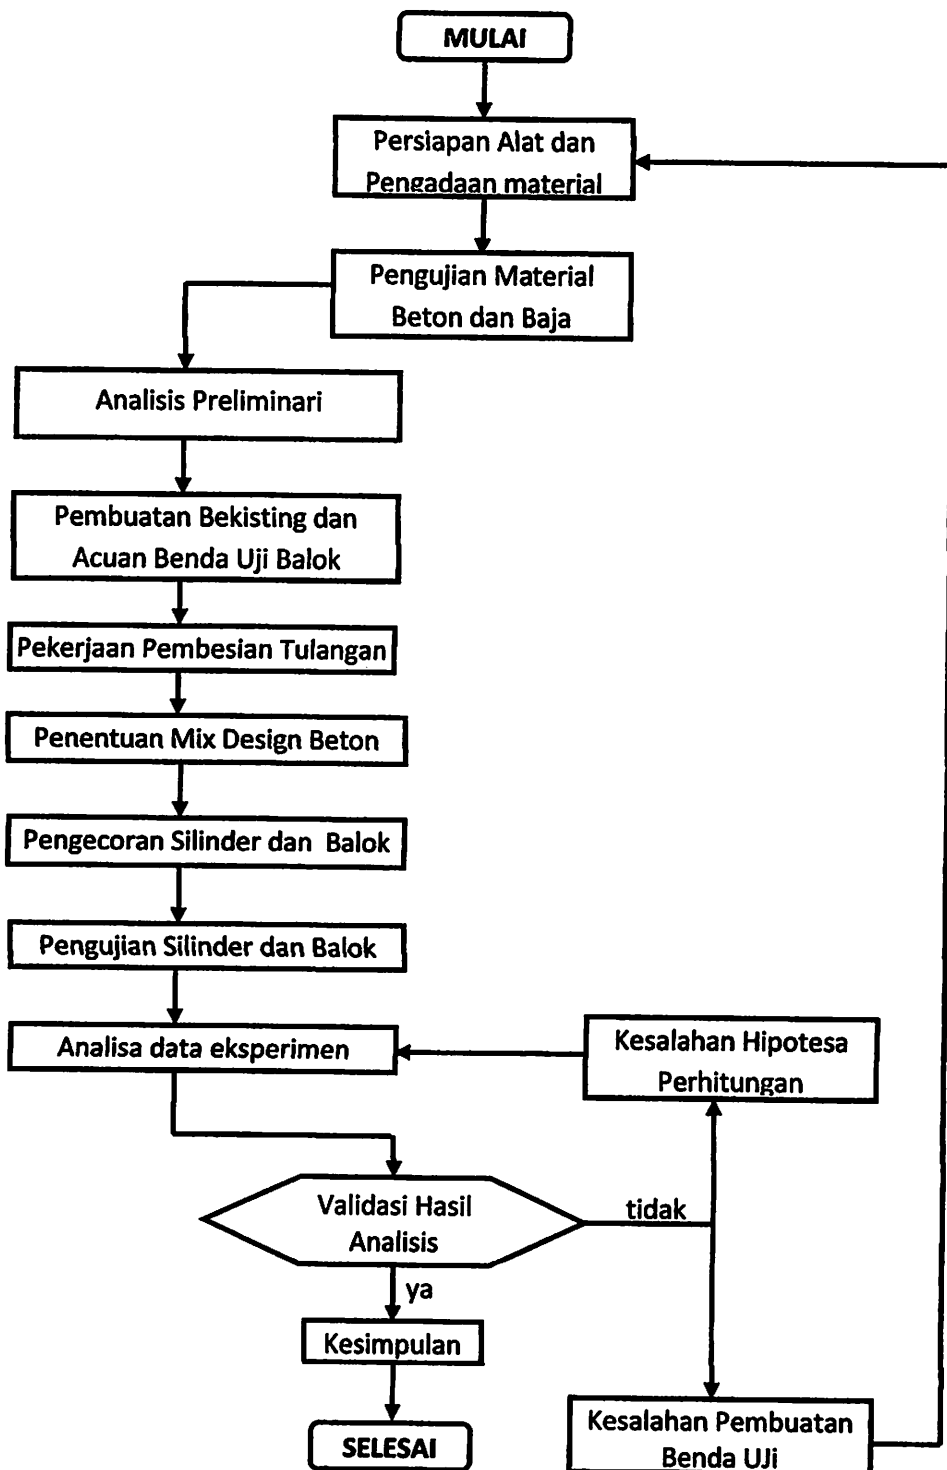 MULAI
Persiapan Alat dan
Pengadaan material
Pengujian Material
Beton dan Baja
Analisis Preliminari
Pembuatan Bekisting dan
Acuan Benda Uji Balok
Pekerjaan Pembesian Tulangan
Penentuan Mix Design Beton
Pengecoran Silinder dan Balok
Pengujian Silinder dan Balok
Analisa data eksperimen
Kesalahan Hipotesa
Perhitungan
Validasi Hasil
Analisis
tidak
ya
Kesimpulan
Kesalahan Pembuatan
Benda UJi
SELESAI